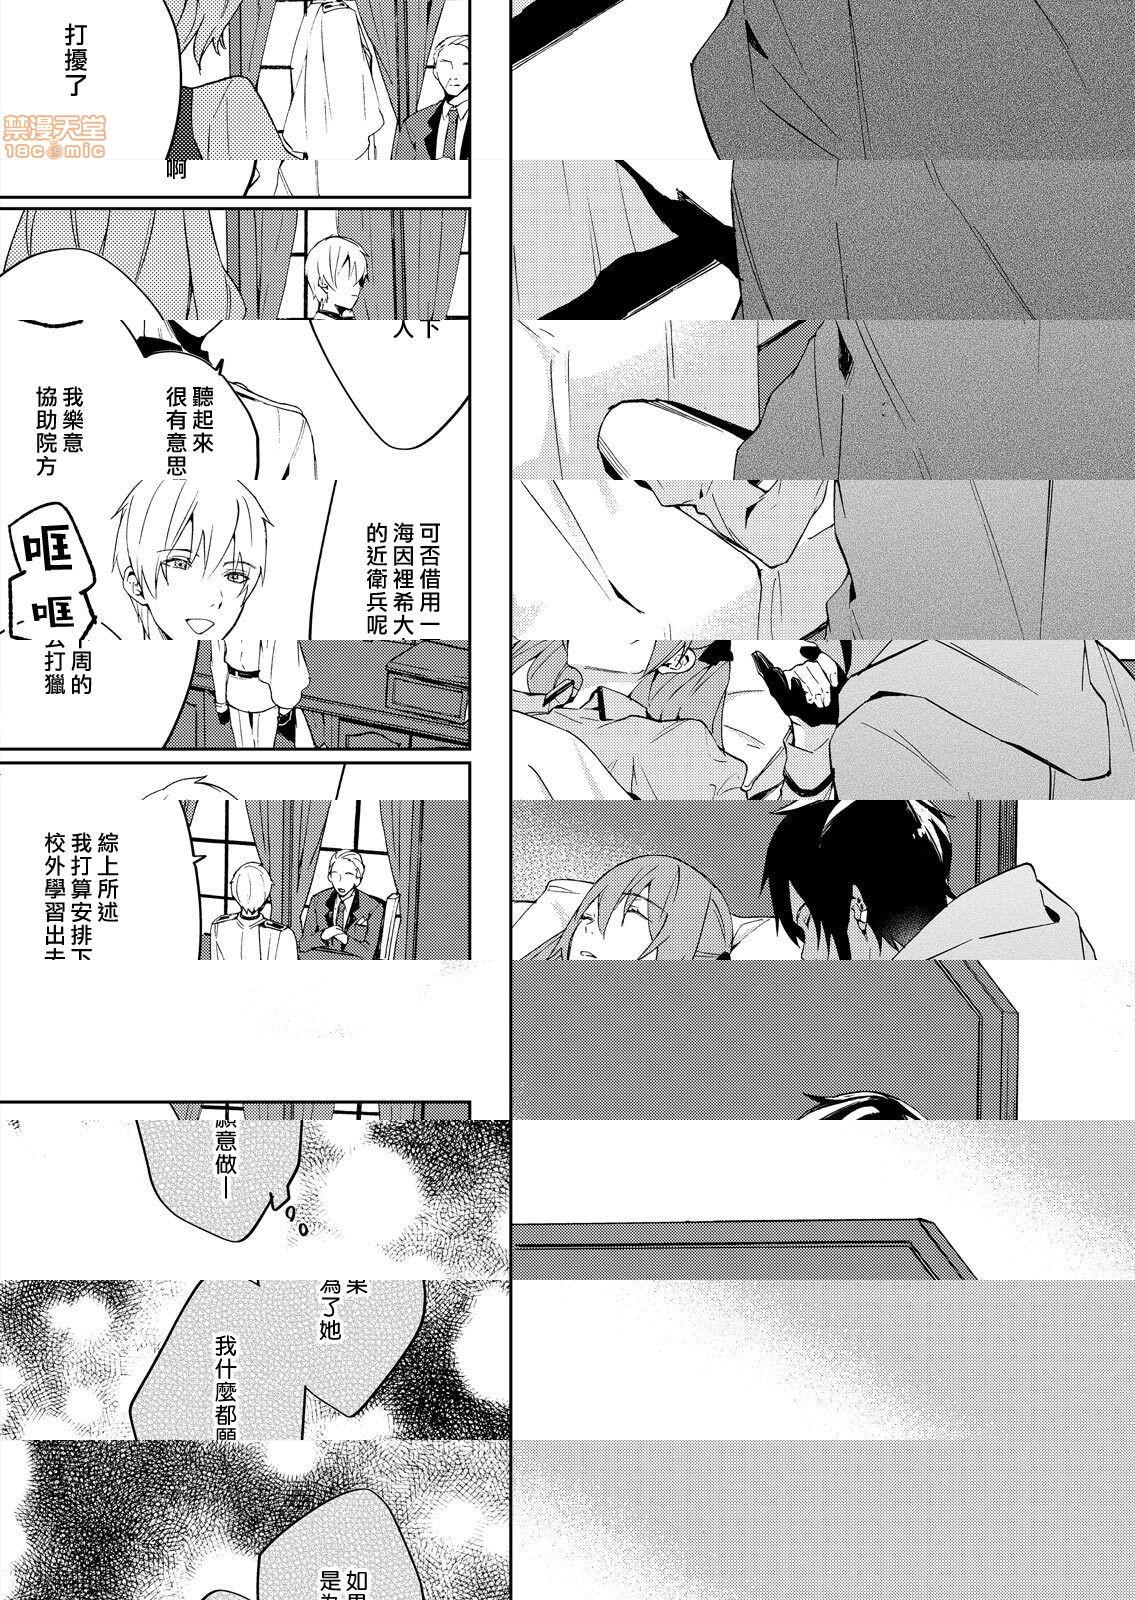 打擾了
禁漫天堂
18comic
啊
下
人
聽起來
很有意思
我樂意
協助院方
哐
哐
可否借用一
海因裡希大
的近衛兵呢
周的
打獵
綜上所述
我打算安排下
校外學習出去
願意做—
為了她
我什麼都願
如果
是為